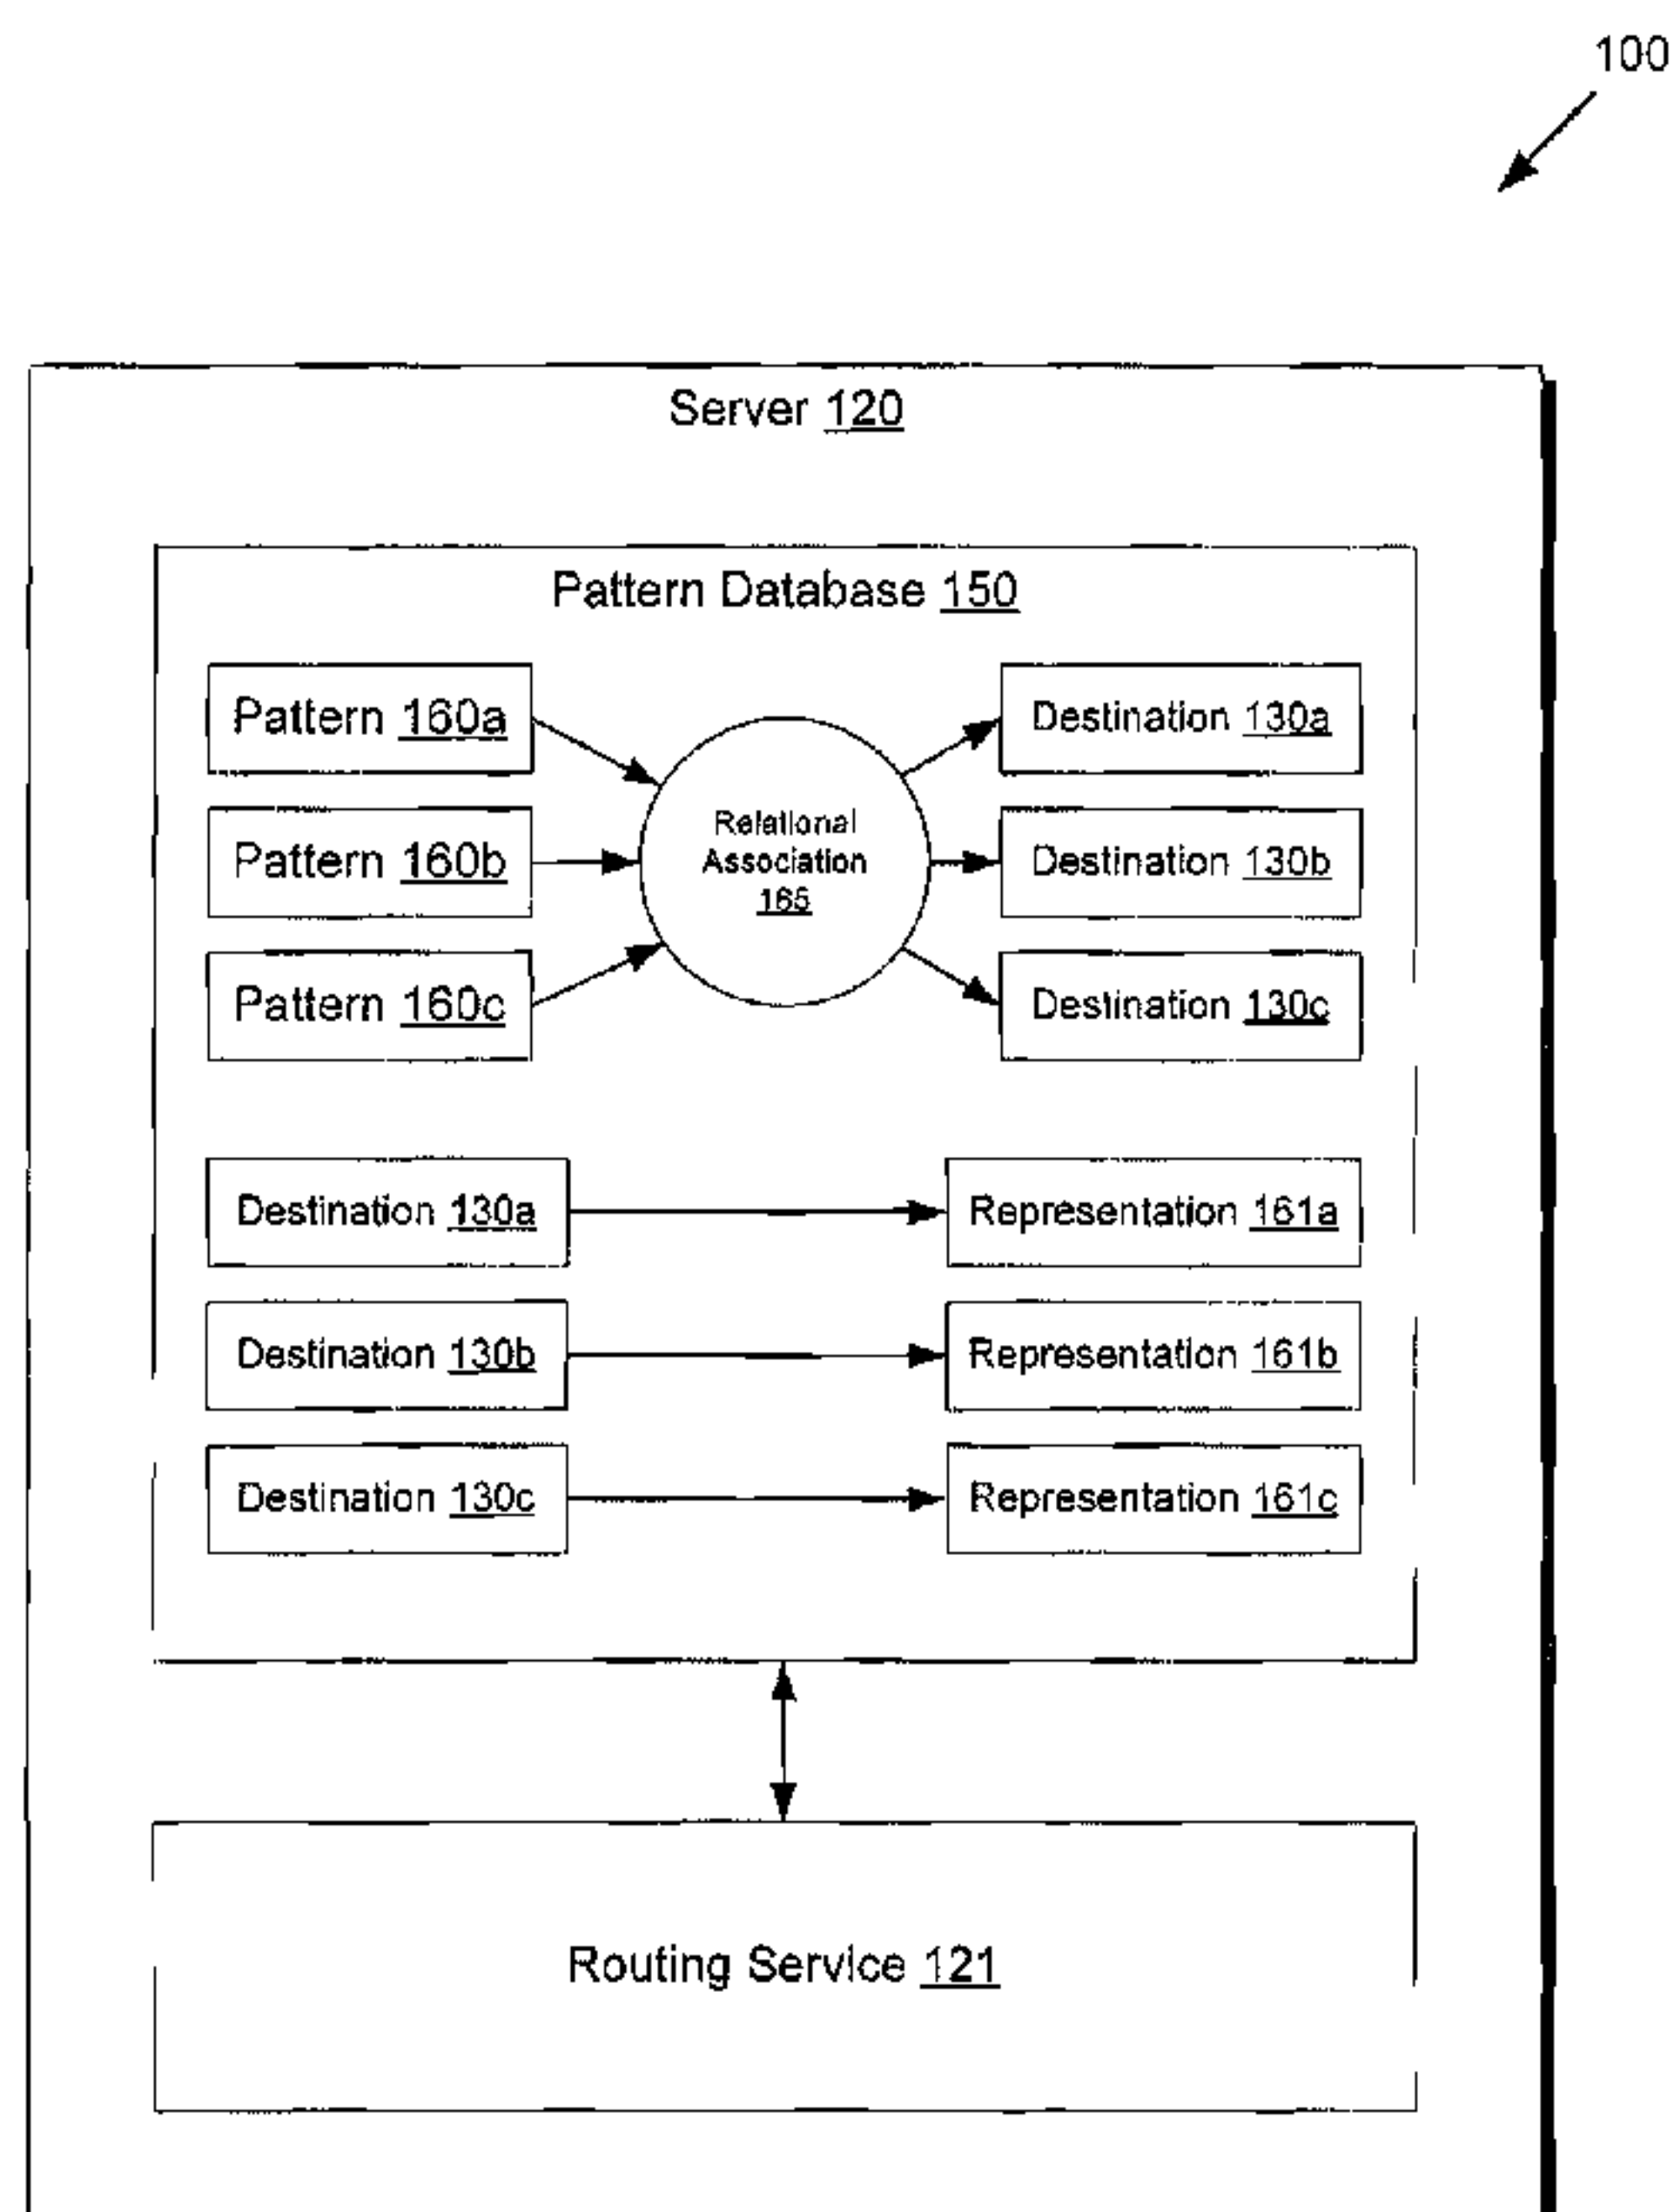 100
Server 120
Pattern Database 150
Pattern 160a
Destination 130a
Relational
Association
165
Pattern 160b
Destination 130b
Pattern 160c
Destination 130c
Destination 130a
Representation 161a
Destination 130b
Representation 161b
Destination 130c
Representation 161c
Routing Service 121